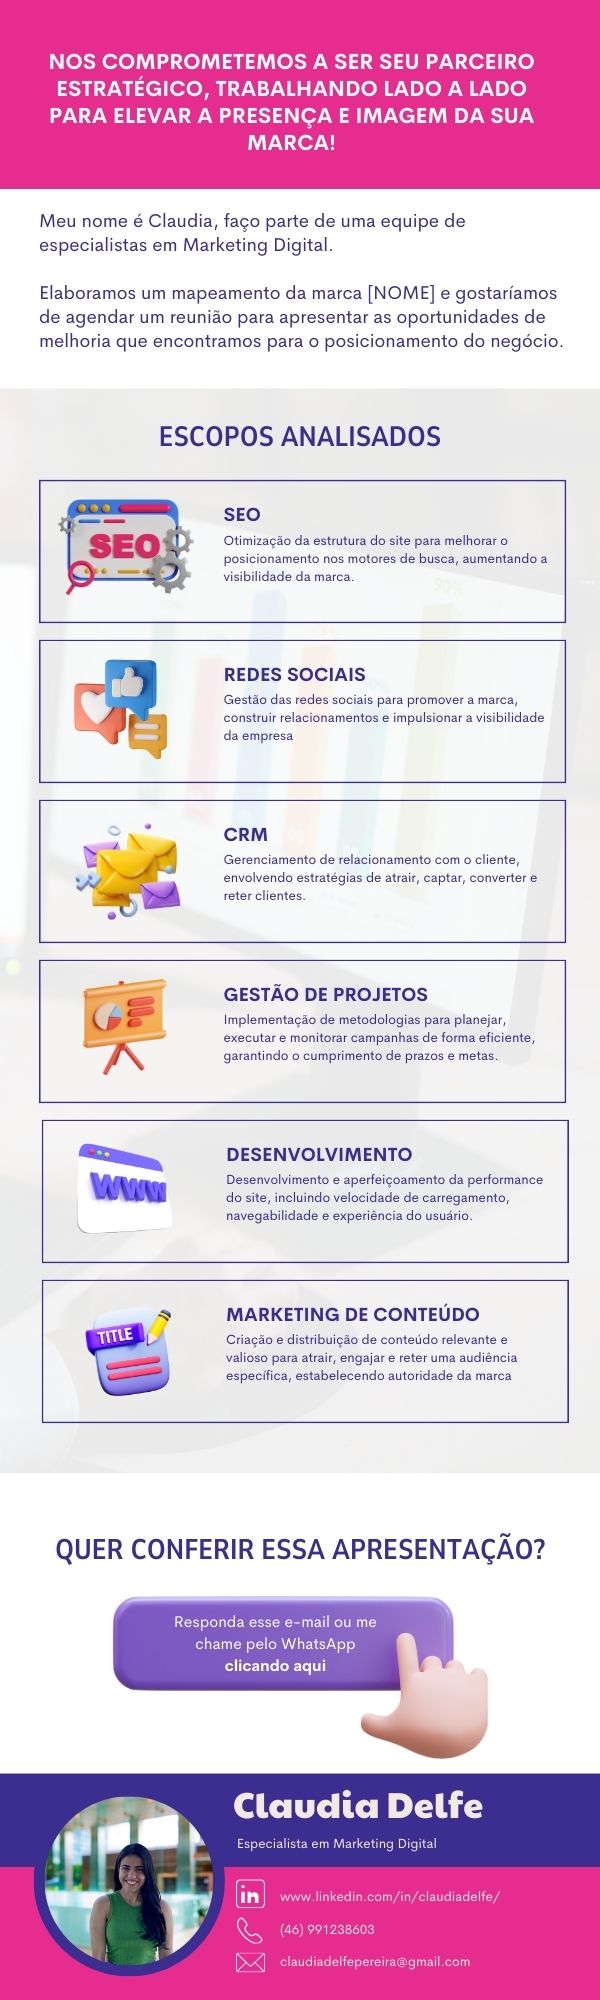 NOS COMPROMETEMOS A SER SEU PARCEIRO
ESTRATÉGICO, TRABALHANDO LADO A LADO
PARA ELEVAR A PRESENÇA E IMAGEM DA SUA
MARCA!
Meu nome é Claudia, faço parte de uma equipe de
especialistas em Marketing Digital.
Elaboramos um mapeamento da marca [NOME] e gostaríamos
de agendar um reunião para apresentar as oportunidades de
melhoria que encontramos para o posicionamento do negócio.
ESCOPOS ANALISADOS
SEO
SEO
Otimização da estrutura do site para melhorar o
posicionamento nos motores de busca, aumentando a
visibilidade da marca.
90%
REDES SOCIAIS
Gestão das redes sociais para promover a marca,
construir relacionamentos e impulsionar a visibilidade
da empresa
CRM
Gerenciamento de relacionamento com o cliente,
envolvendo estratégias de atrair, captar, converter e
reter clientes.
GESTÃO DE PROJETOS
Implementação de metodologias para planejar,
executar e monitorar campanhas de forma eficiente,
garantindo o cumprimento de prazos e metas.
WWW
DESENVOLVIMENTO
Desenvolvimento e aperfeiçoamento da performance
do site, incluindo velocidade de carregamento,
navegabilidade e experiência do usuário.
TITLE
MARKETING DE CONTEÚDO
Criação e distribuição de conteúdo relevante e
valioso para atrair, engajar e reter uma audiência
específica, estabelecendo autoridade da marca
QUER CONFERIR ESSA APRESENTAÇÃO?
Responda esse e-mail ou me
chame pelo WhatsApp
clicando aqui
Claudia Delfe
Especialista em Marketing Digital
in
www.linkedin.com/in/claudiadelfe/
(46) 991238603
claudiadelfepereira@gmail.com